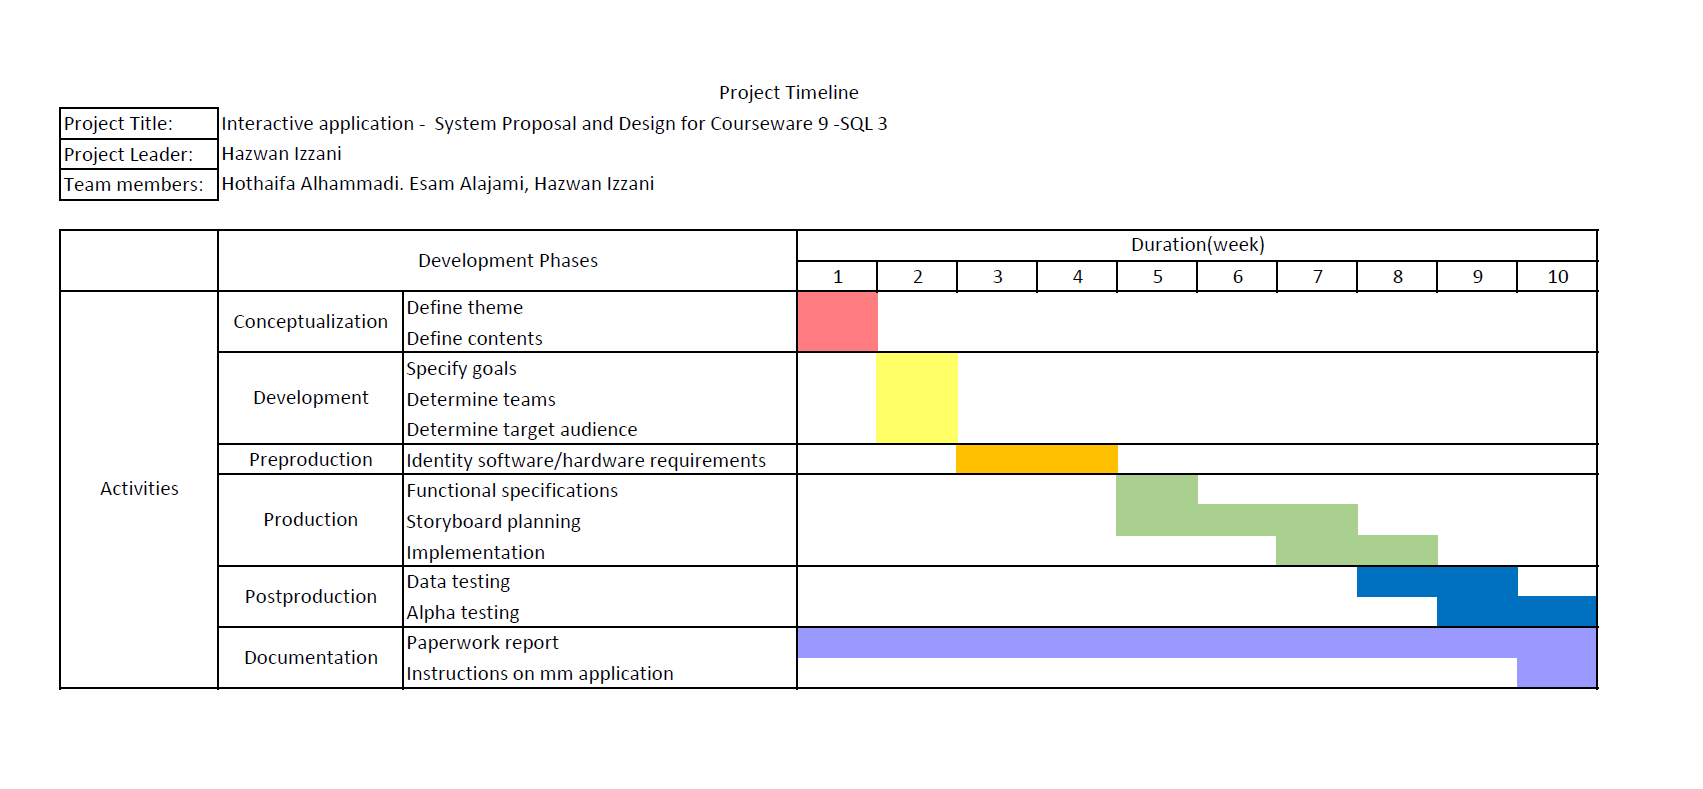 Project Timeline
Project Title: Interactive application -  System Proposal and Design for Courseware 9 -SQL 3
Project Leader: Hazwan Izzani
Team members: Hothaifa Alhammadi. Esam Alajami, Hazwan Izzani
Development Phases
Duration(week)
1 2 3 4 5 6 7 8 9 10
Activities
Conceptualization
Define theme
Define contents
Development
Specify goals
Determine teams
Determine target audience
Preproduction
Identity software/hardware requirements
Production
Functional specifications
Storyboard planning
Implementation
Postproduction
Data testing
Alpha testing
Documentation
Paperwork report
Instructions on mm application